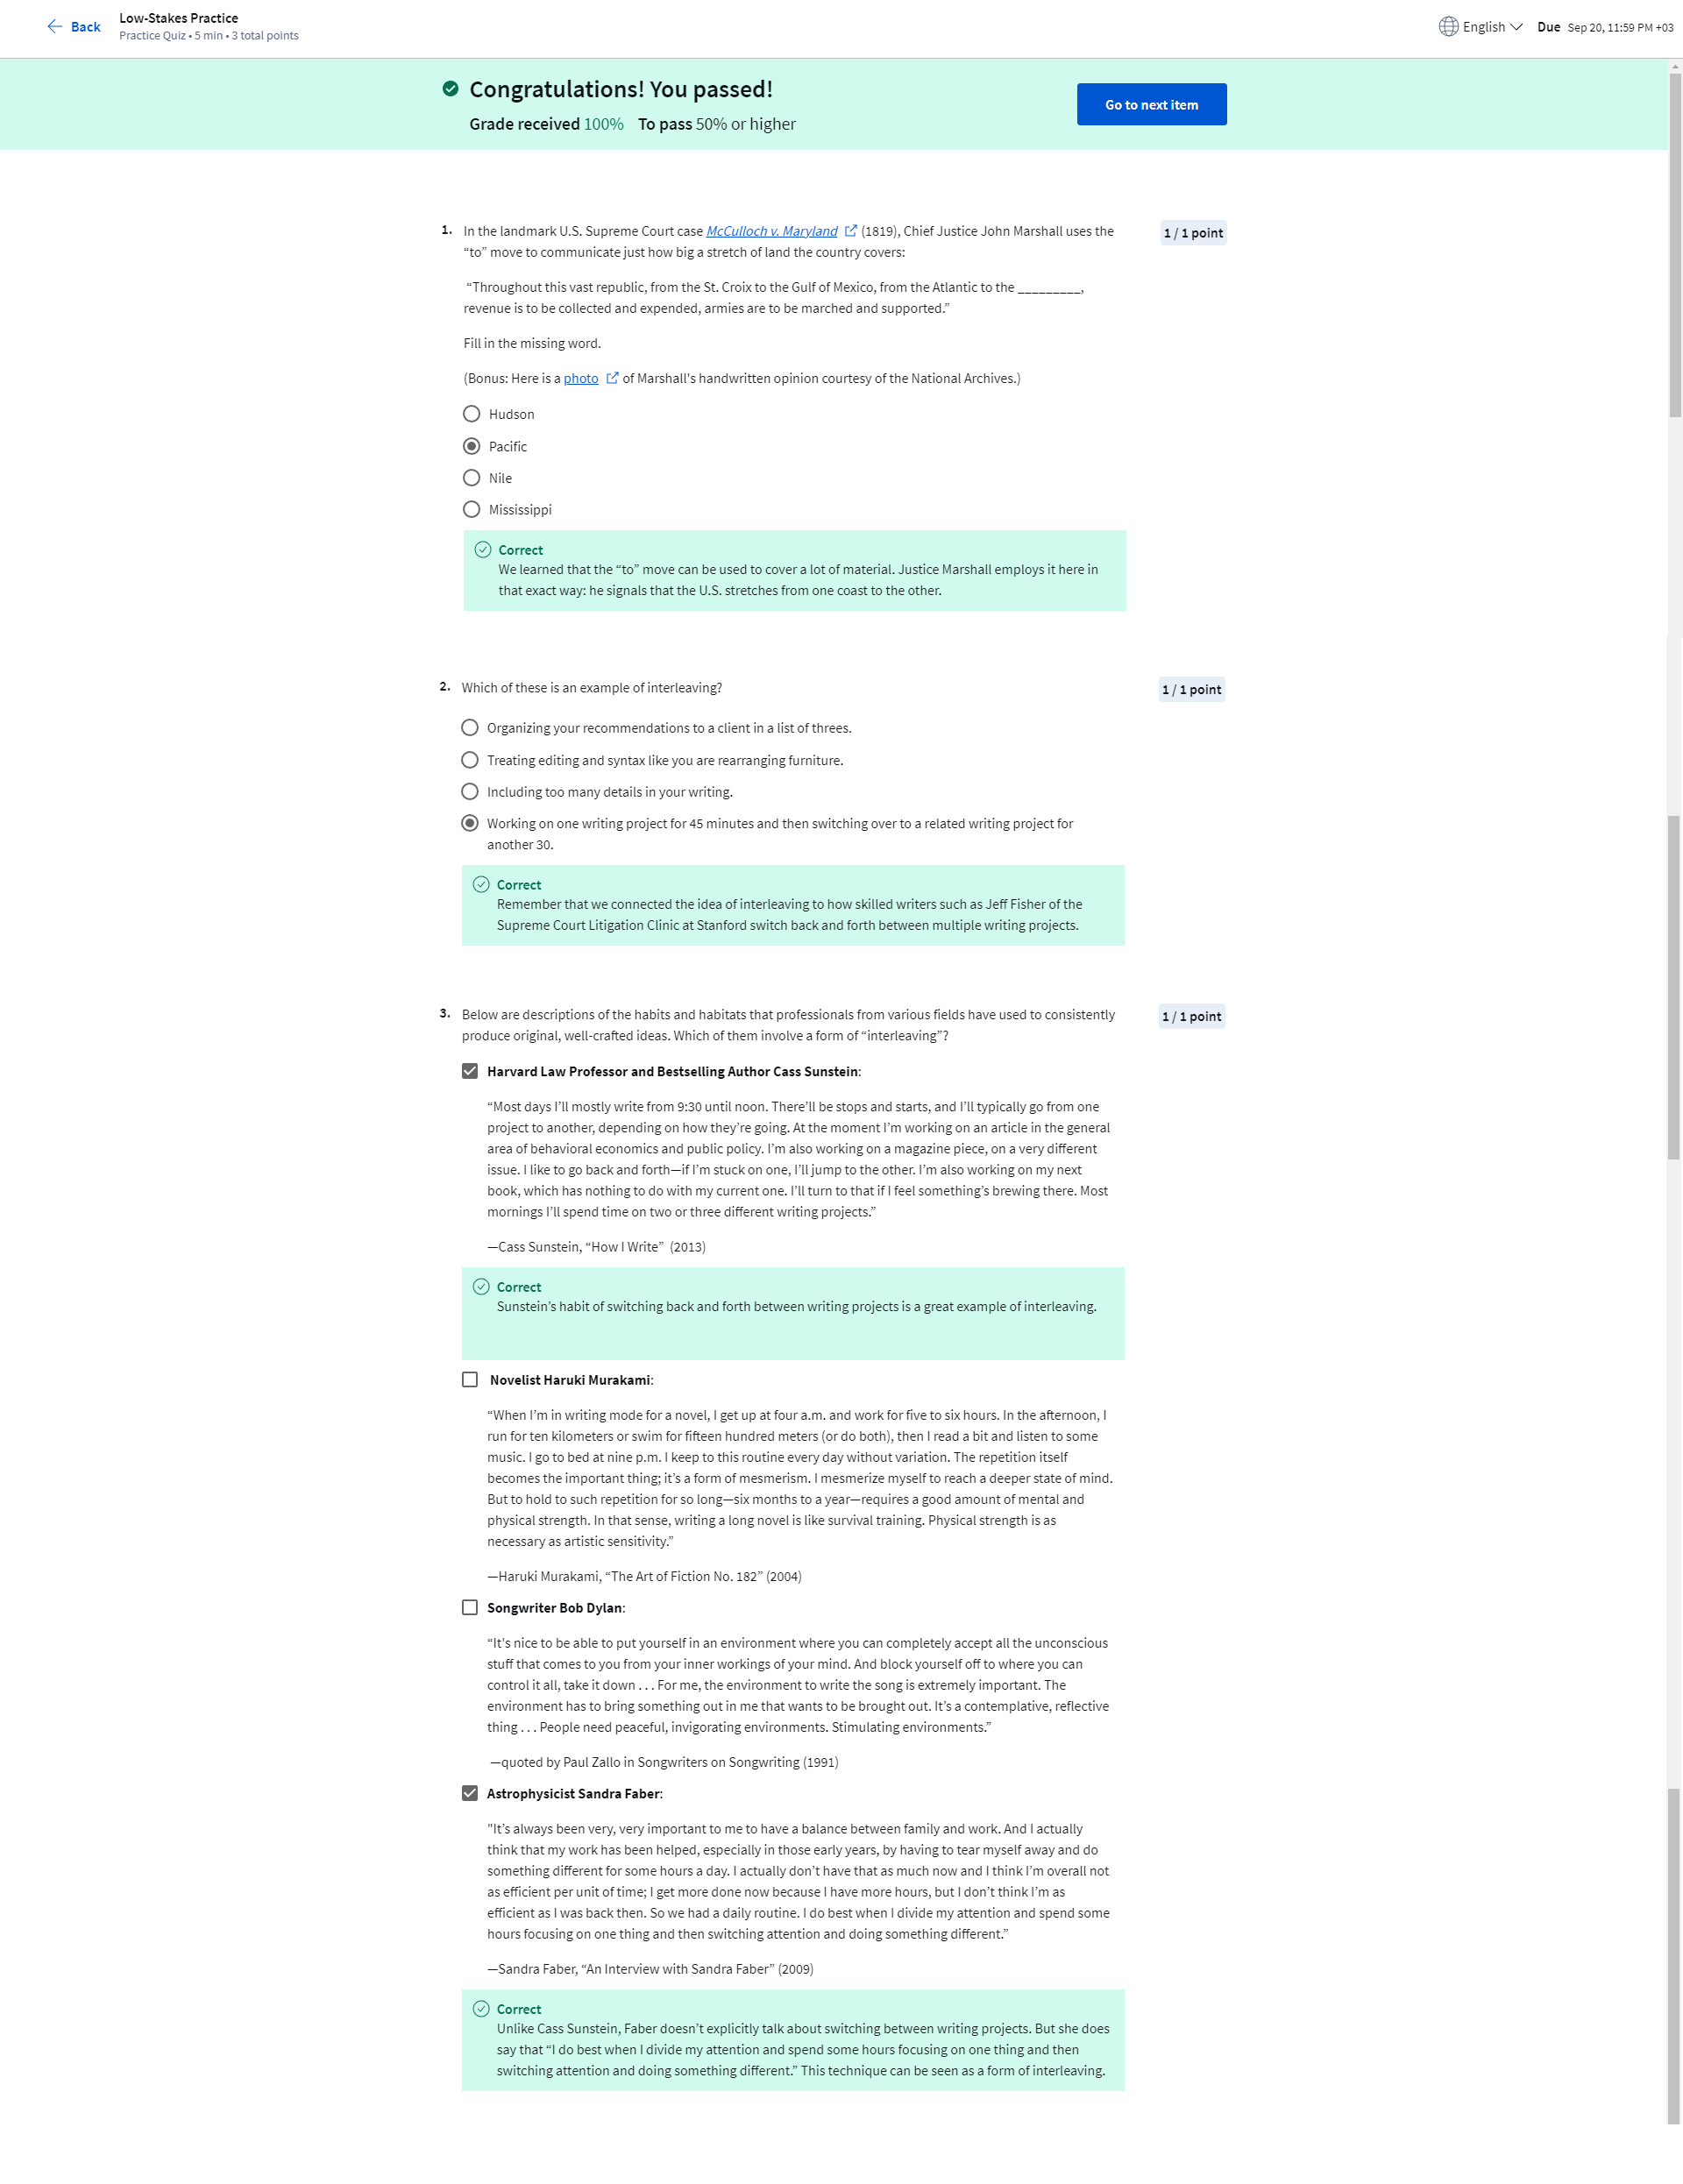 Back
Low-Stakes Practice
Practice Quiz • 5 min • 3 total points
English
Due Sep 20, 11:59 PM +03
Congratulations! You passed!
Grade received 100% To pass 50% or higher
Go to next item
1. In the landmark U.S. Supreme Court case McCulloch v. Maryland (1819), Chief Justice John Marshall uses the
“to” move to communicate just how big a stretch of land the country covers:
1 / 1 point
“Throughout this vast republic, from the St. Croix to the Gulf of Mexico, from the Atlantic to the _________,
revenue is to be collected and expended, armies are to be marched and supported.”
Fill in the missing word.
(Bonus: Here is a photo of Marshall's handwritten opinion courtesy of the National Archives.)
Hudson
Pacific
Nile
Mississippi
Correct
We learned that the “to” move can be used to cover a lot of material. Justice Marshall employs it here in
that exact way: he signals that the U.S. stretches from one coast to the other.
2. Which of these is an example of interleaving?
1 / 1 point
Organizing your recommendations to a client in a list of threes.
Treating editing and syntax like you are rearranging furniture.
Including too many details in your writing.
Working on one writing project for 45 minutes and then switching over to a related writing project for
another 30.
Correct
Remember that we connected the idea of interleaving to how skilled writers such as Jeff Fisher of the
Supreme Court Litigation Clinic at Stanford switch back and forth between multiple writing projects.
3. Below are descriptions of the habits and habitats that professionals from various fields have used to consistently
produce original, well-crafted ideas. Which of them involve a form of “interleaving”?
1 / 1 point
Harvard Law Professor and Bestselling Author Cass Sunstein:
“Most days I’ll mostly write from 9:30 until noon. There’ll be stops and starts, and I’ll typically go from one
project to another, depending on how they’re going. At the moment I’m working on an article in the general
area of behavioral economics and public policy. I’m also working on a magazine piece, on a very different
issue. I like to go back and forth—if I’m stuck on one, I’ll jump to the other. I’m also working on my next
book, which has nothing to do with my current one. I’ll turn to that if I feel something’s brewing there. Most
mornings I’ll spend time on two or three different writing projects.”
—Cass Sunstein, “How I Write” (2013)
Correct
Sunstein’s habit of switching back and forth between writing projects is a great example of interleaving.
Novelist Haruki Murakami:
“When I’m in writing mode for a novel, I get up at four a.m. and work for five to six hours. In the afternoon, I
run for ten kilometers or swim for fifteen hundred meters (or do both), then I read a bit and listen to some
music. I go to bed at nine p.m. I keep to this routine every day without variation. The repetition itself
becomes the important thing; it’s a form of mesmerism. I mesmerize myself to reach a deeper state of mind.
But to hold to such repetition for so long—six months to a year—requires a good amount of mental and
physical strength. In that sense, writing a long novel is like survival training. Physical strength is as
necessary as artistic sensitivity.”
—Haruki Murakami, “The Art of Fiction No. 182” (2004)
Songwriter Bob Dylan:
“It's nice to be able to put yourself in an environment where you can completely accept all the unconscious
stuff that comes to you from your inner workings of your mind. And block yourself off to where you can
control it all, take it down . . . For me, the environment to write the song is extremely important. The
environment has to bring something out in me that wants to be brought out. It’s a contemplative, reflective
thing . . . People need peaceful, invigorating environments. Stimulating environments.”
—quoted by Paul Zallo in Songwriters on Songwriting (1991)
Astrophysicist Sandra Faber:
"It’s always been very, very important to me to have a balance between family and work. And I actually
think that my work has been helped, especially in those early years, by having to tear myself away and do
something different for some hours a day. I actually don’t have that as much now and I think I’m overall not
as efficient per unit of time; I get more done now because I have more hours, but I don’t think I’m as
efficient as I was back then. So we had a daily routine. I do best when I divide my attention and spend some
hours focusing on one thing and then switching attention and doing something different.”
—Sandra Faber, “An Interview with Sandra Faber” (2009)
Correct
Unlike Cass Sunstein, Faber doesn’t explicitly talk about switching between writing projects. But she does
say that “I do best when I divide my attention and spend some hours focusing on one thing and then
switching attention and doing something different.” This technique can be seen as a form of interleaving.